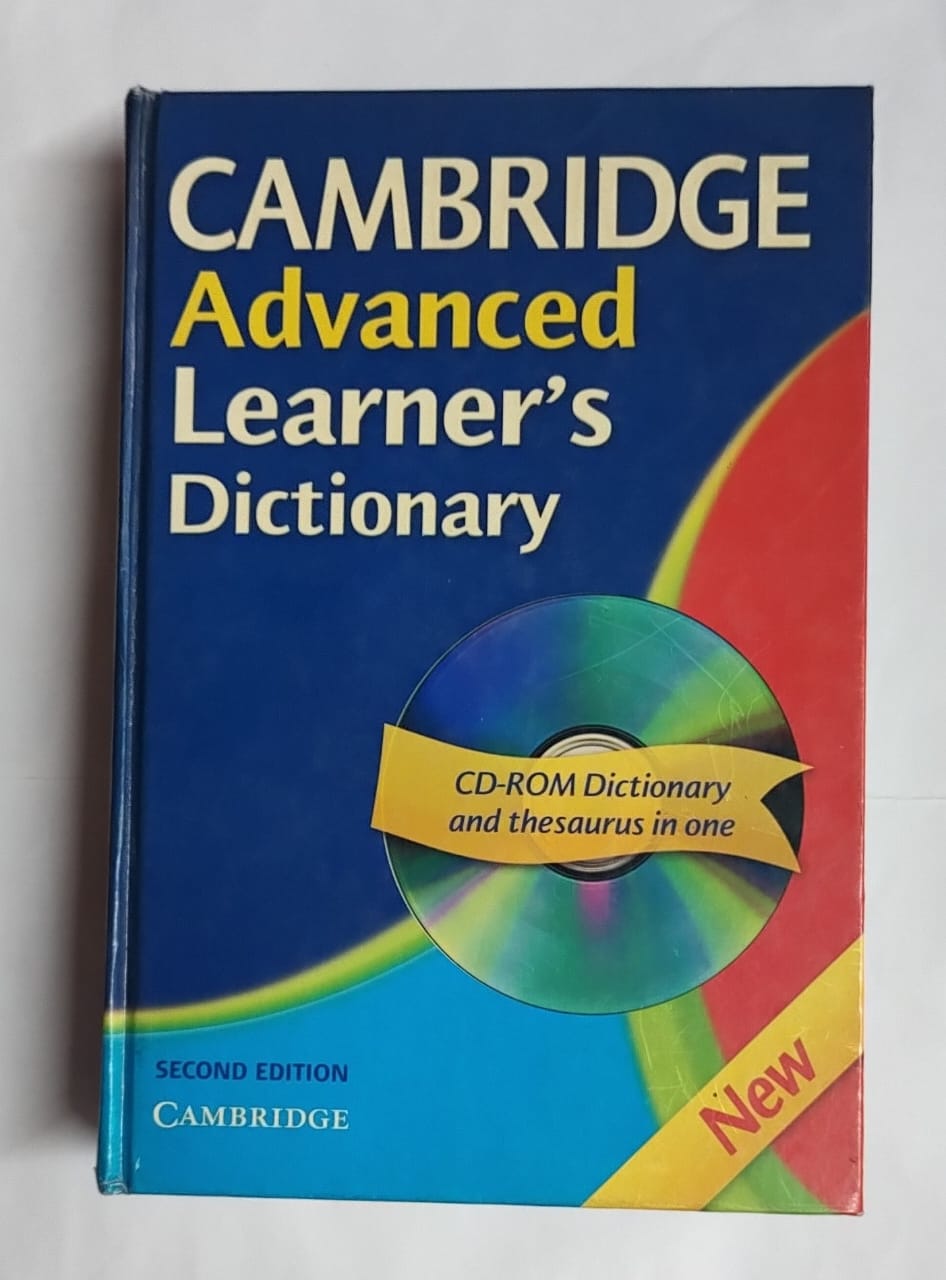 CAMBRIDGE
Advanced
Learner's
Dictionary
CD-ROM Dictionary
and thesaurus in one
SECOND EDITION
CAMBRIDGE
New